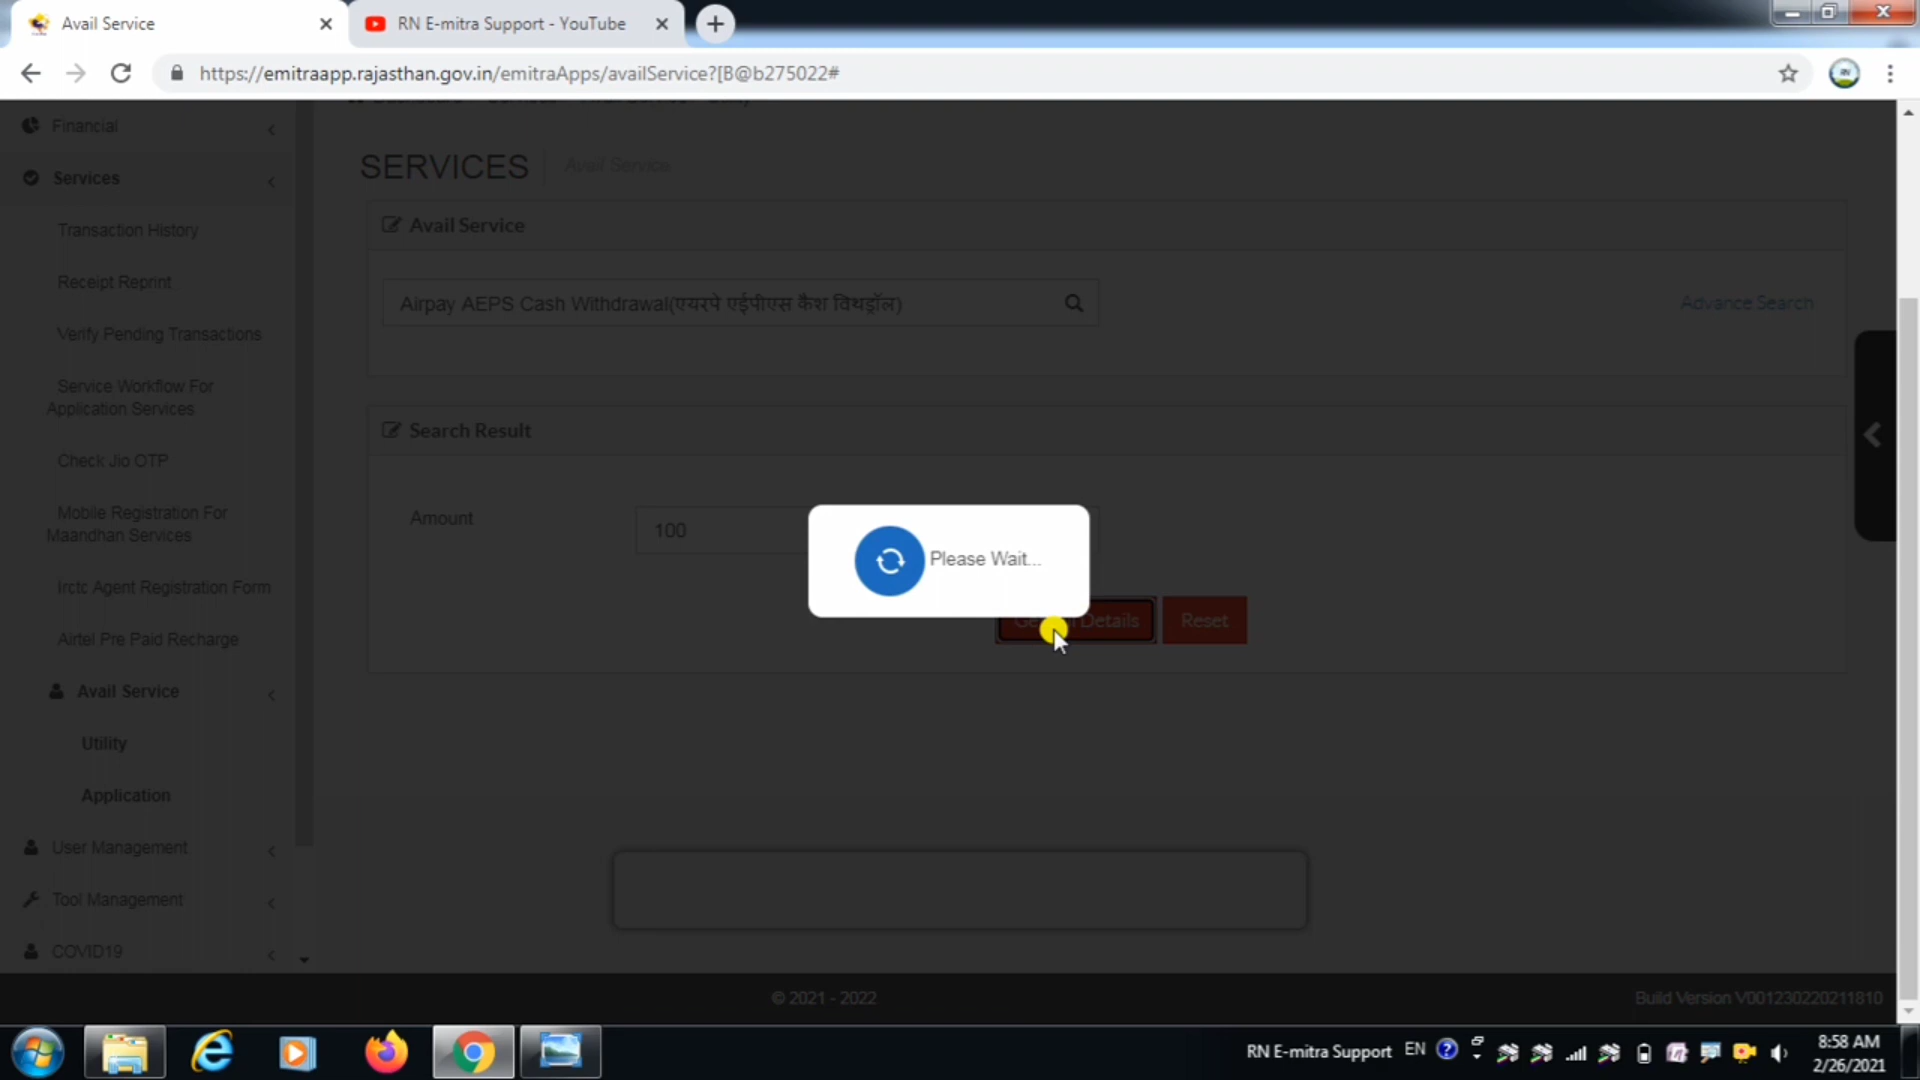 Avail Service
RN E-mitra Support - YouTube
https://emitraapp.rajasthan.gov.in/emitraApps/availService?[B@b275022#
Financial
Services
Transaction History
Receipt Reprint
Verify Pending Transactions
Service Workflow For
Application Services
Check Jio OTP
Mobile Registration For
Maandhan Services
Irctc Agent Registration Form
Airtel Pre Paid Recharge
Avail Service
Utility
Application
User Management
Tool Management
COVID19
SERVICES
Avail Service
Avail Service
Airpay AEPS Cash Withdrawal(एयरपे एईपीएस कैश विथड्रॉल)
Advance Search
Search Result
Amount
100
Please Wait...
Details
Reset
© 2021 - 2022
Build Version V001230220211810
RN E-mitra Support
EN
8:58 AM
2/26/2021